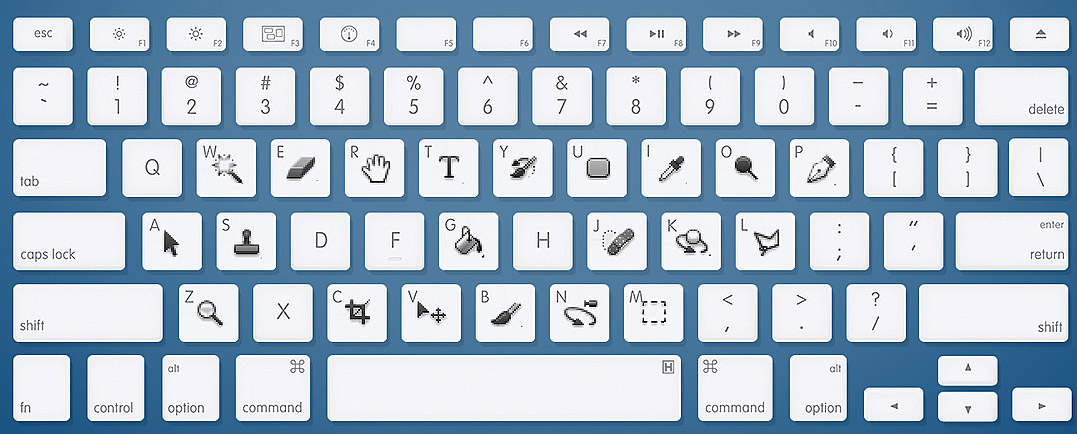 esc F1 F2 F3 F4 F5 F6 F7 F8 F9 F10 F11 F12
~ ! @ # $ % ^ & * ( ) — +
` 1 2 3 4 5 6 7 8 9 0 - = delete
tab Q W E R T Y U I O P { } |
[ ] \
caps lock A S D F G H J K L : “ enter
; ‘ return
shift Z X C V B N M < > ? shift
, . /
alt ⌘ H ⌘ alt
fn control option command command option